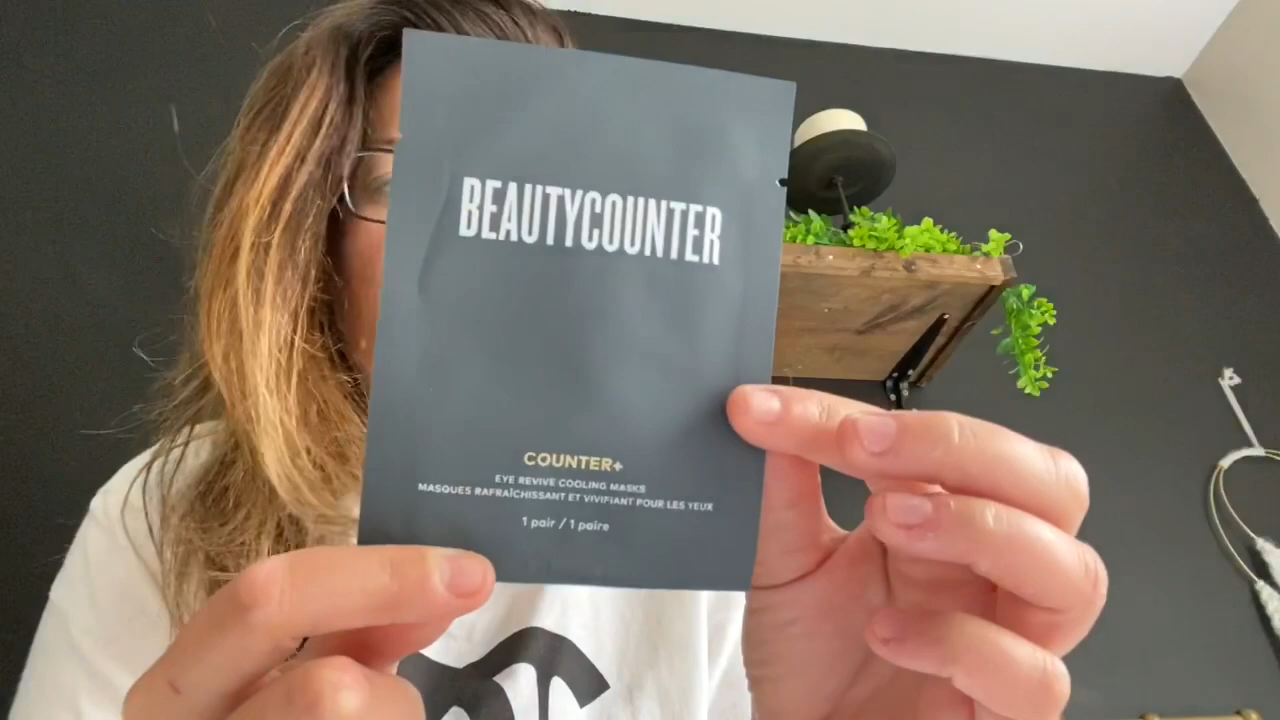 BEAUTYCOUNTER
COUNTER+
EYE REVIVE COOLING MASKS
MASQUES RAFRAÎCHISSANT ET VIVIFIANT POUR LES YEUX
1 pair / 1 paire